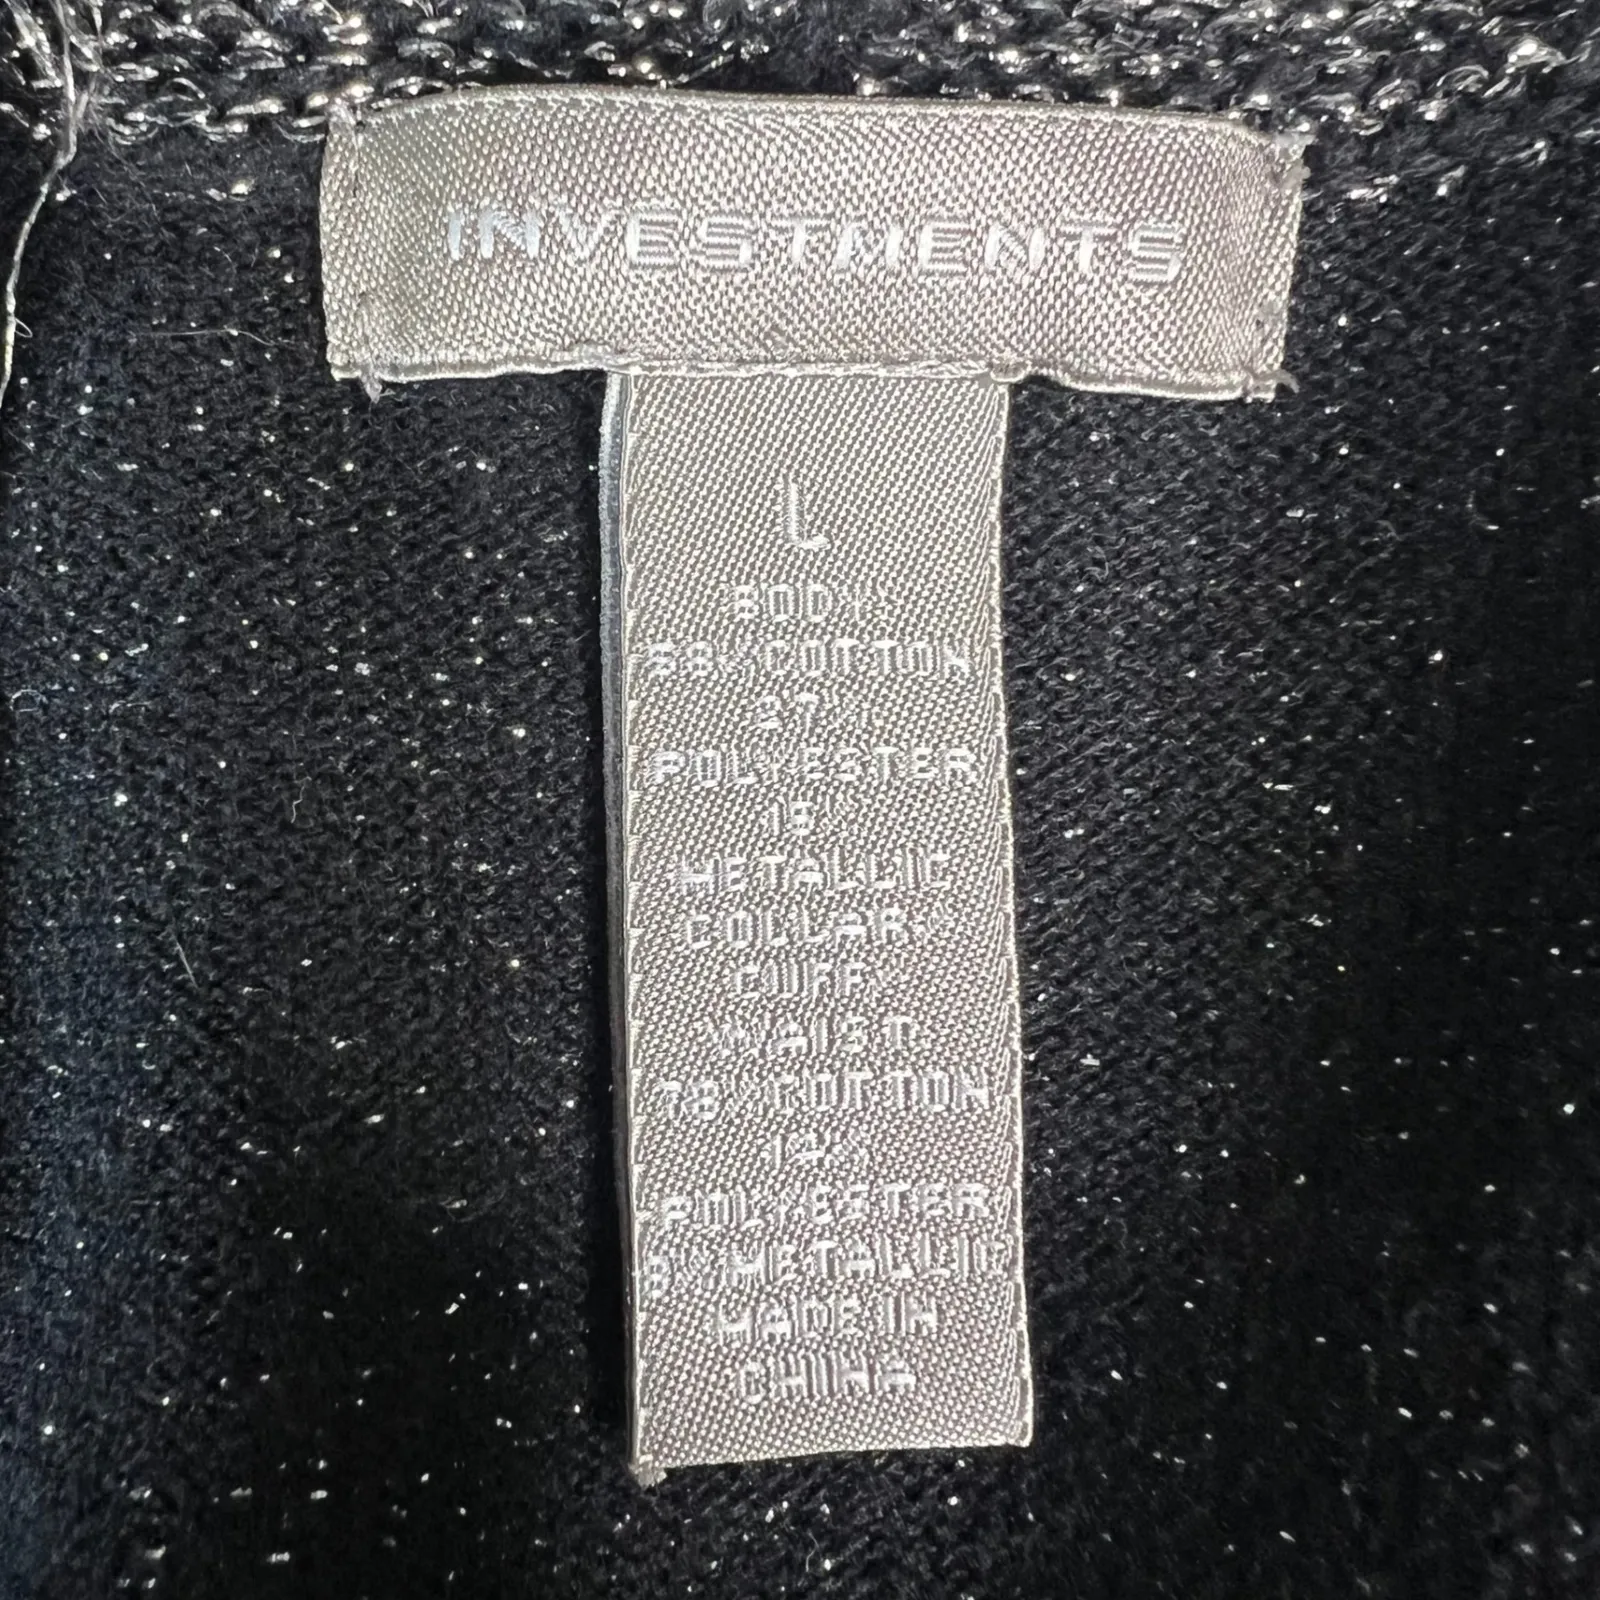 INVESTMENTS
L
BODY:
58% COTTON
27%
POLYESTER
15%
METALLIC
COLLAR/
CUFF/
WAIST:
78% COTTON
14%
POLYESTER
8% METALLIC
MADE IN
CHINA